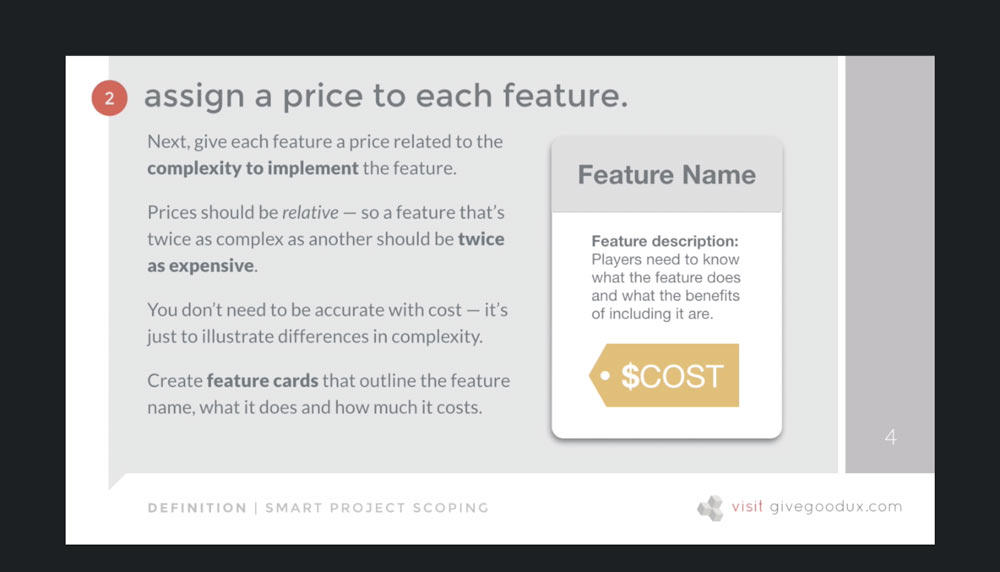 2
assign a price to each feature.
Next, give each feature a price related to the
complexity to implement the feature.
Prices should be relative — so a feature that's
twice as complex as another should be twice
as expensive.
You don't need to be accurate with cost — it's
just to illustrate differences in complexity.
Create feature cards that outline the feature
name, what it does and how much it costs.
Feature Name
Feature description:
Players need to know
what the feature does
and what the benefits
of including it are.
$COST
4
DEFINITION | SMART PROJECT SCOPING
visit givegoodux.com